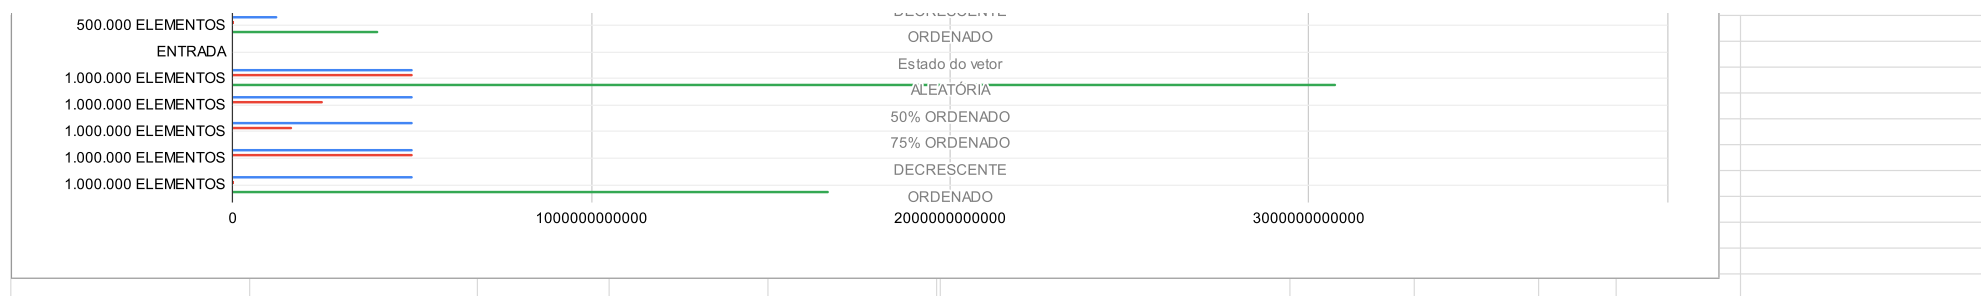 DECRESCENTE
500.000 ELEMENTOS
ORDENADO
ENTRADA
Estado do vetor
1.000.000 ELEMENTOS
ALEATÓRIA
1.000.000 ELEMENTOS
50% ORDENADO
1.000.000 ELEMENTOS
75% ORDENADO
1.000.000 ELEMENTOS
DECRESCENTE
1.000.000 ELEMENTOS
ORDENADO
0 1000000000000 2000000000000 3000000000000